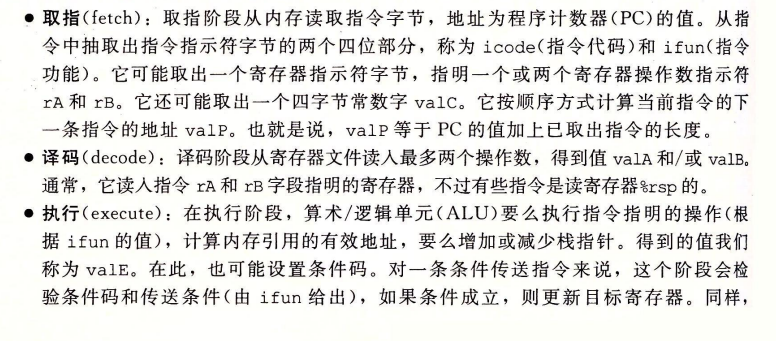 ● 取指(fetch)：取指阶段从内存读取指令字节，地址为程序计数器(PC)的值。从指
令中抽取出指令指示符字节的两个四位部分，称为 icode(指令代码)和 ifun(指令
功能)。它可能取出一个寄存器指示符字节，指明一个或两个寄存器操作数指示符
rA 和 rB。它还可能取出一个四字节常数字 valC。它按顺序方式计算当前指令的下
一条指令的地址 valP。也就是说，valP 等于 PC 的值加上已取出指令的长度。
● 译码(decode)：译码阶段从寄存器文件读入最多两个操作数，得到值 valA 和/或 valB。
通常，它读入指令 rA 和 rB 字段指明的寄存器，不过有些指令是读寄存器%rsp 的。
● 执行(execute)：在执行阶段，算术/逻辑单元(ALU)要么执行指令指明的操作(根
据 ifun 的值)，计算内存引用的有效地址，要么增加或减少栈指针。得到的值我们
称为 valE。在此，也可能设置条件码。对一条条件传送指令来说，这个阶段会检
验条件码和传送条件(由 ifun 给出)，如果条件成立，则更新目标寄存器。同样，